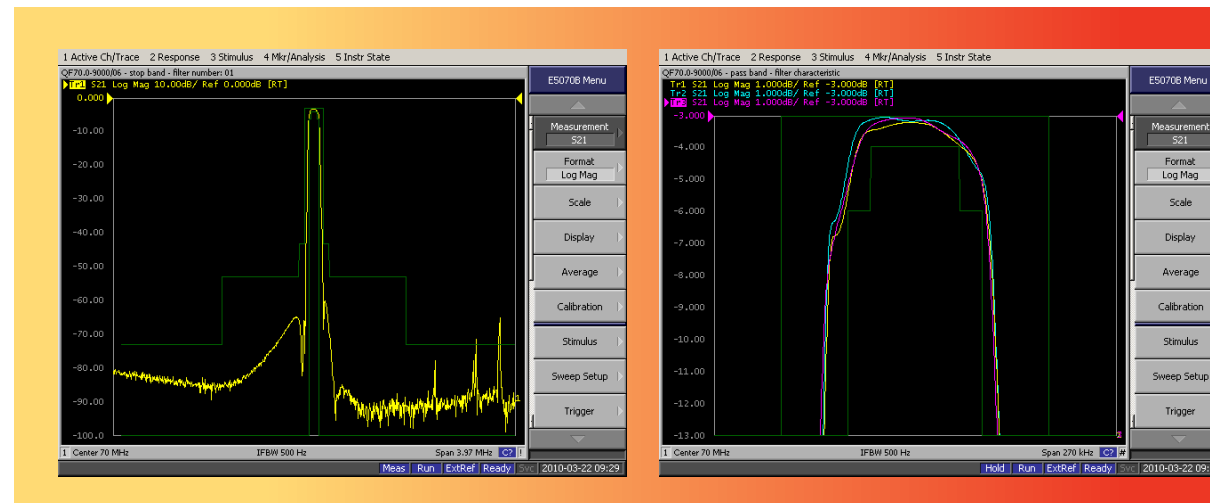 1 Active Ch/Trace 2 Response 3 Stimulus 4 Mkr/Analysis 5 Instr State
QF70.0-9000/06 - stop band - filter number: 01
Tr1 S21 Log Mag 10.00dB/ Ref 0.000dB [RT]
0.000
-10.00
-20.00
-30.00
-40.00
-50.00
-60.00
-70.00
-80.00
-90.00
-100.0
1 Center 70 MHz IFBW 500 Hz Span 3.97 MHz C? !
Meas Run ExtRef Ready Svc 2010-03-22 09:29
E5070B Menu
Measurement
S21
Format
Log Mag
Scale
Display
Average
Calibration
Stimulus
Sweep Setup
Trigger
1 Active Ch/Trace 2 Response 3 Stimulus 4 Mkr/Analysis 5 Instr State
QF70.0-9000/06 - pass band - filter characteristic
Tr1 S21 Log Mag 1.000dB/ Ref -3.000dB [RT]
Tr2 S21 Log Mag 1.000dB/ Ref -3.000dB [RT]
Tr3 S21 Log Mag 1.000dB/ Ref -3.000dB [RT]
-3.000
-4.000
-5.000
-6.000
-7.000
-8.000
-9.000
-10.00
-11.00
-12.00
-13.00
1 Center 70 MHz IFBW 500 Hz Span 270 kHz C? #
Hold Run ExtRef Ready Svc 2010-03-22 09:
E5070B Menu
Measurement
S21
Format
Log Mag
Scale
Display
Average
Calibration
Stimulus
Sweep Setup
Trigger